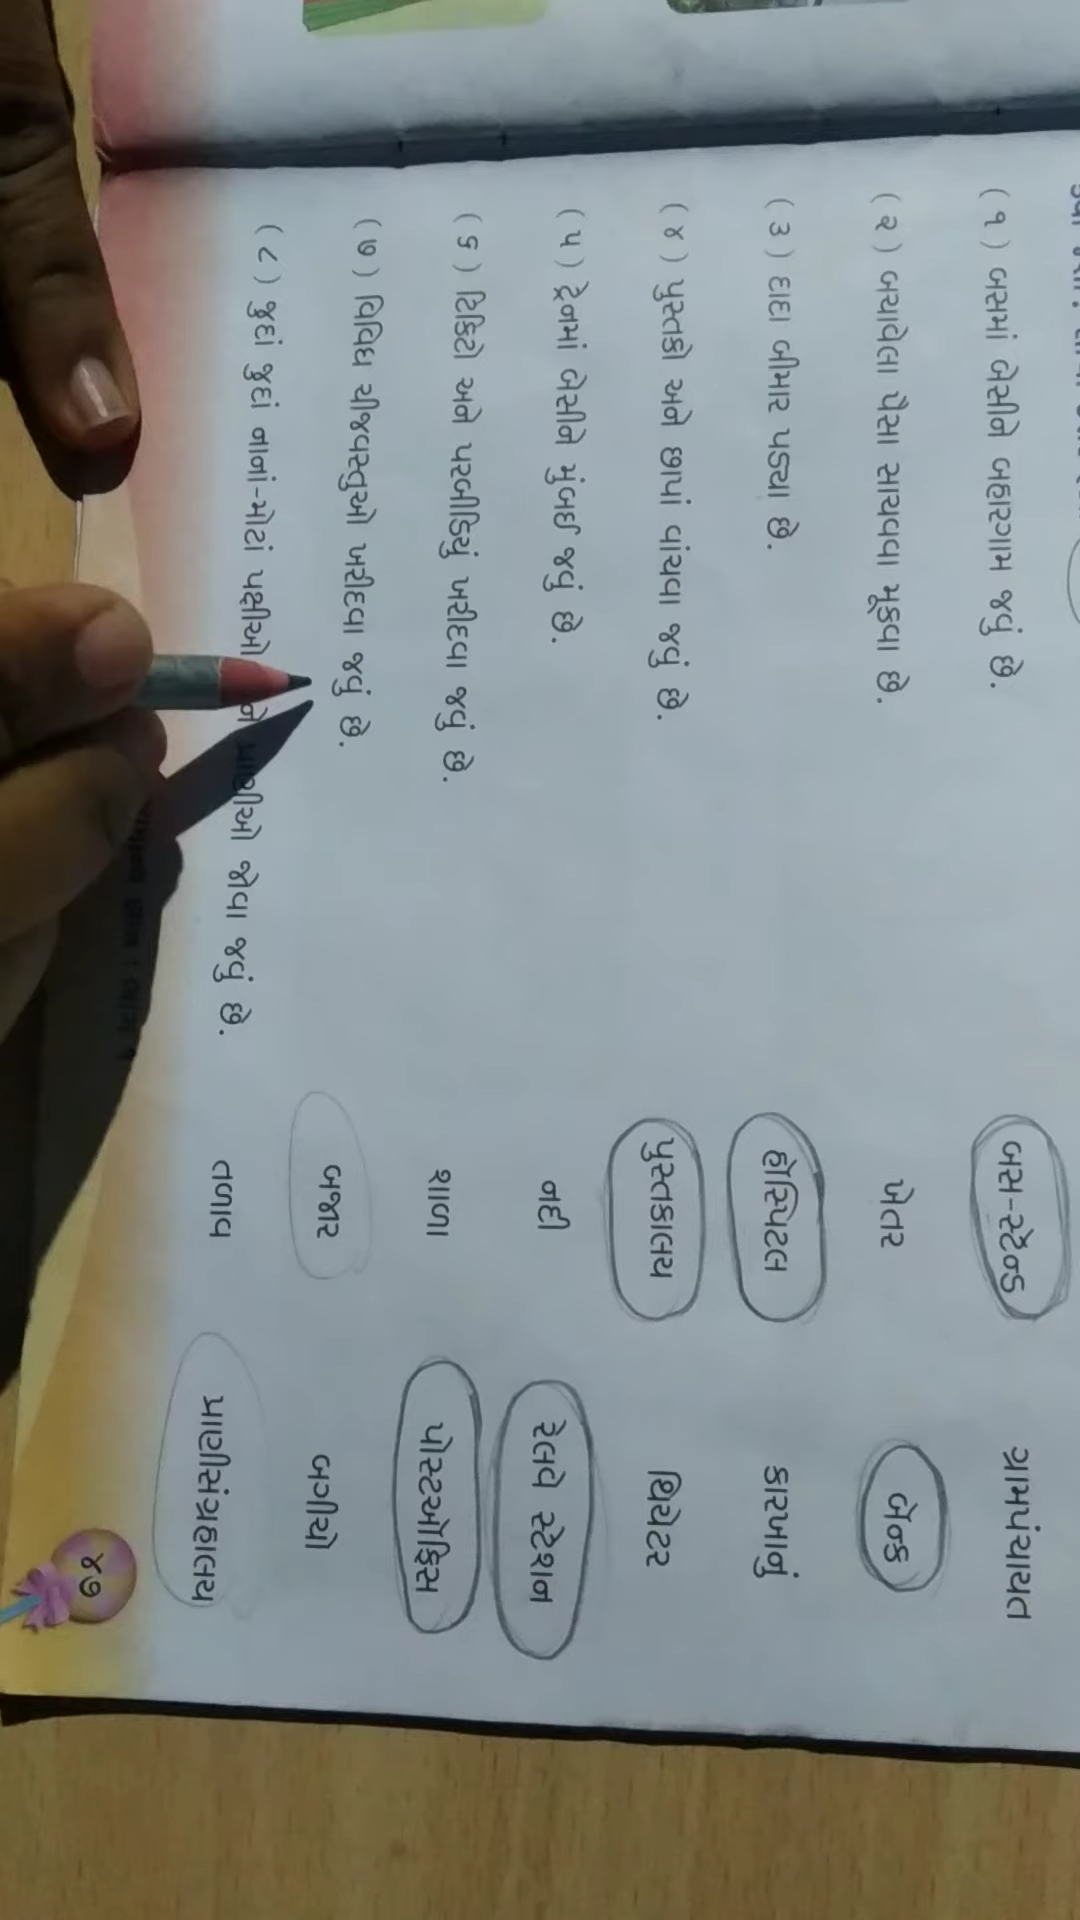 (૧) બસમાં બેસીને બહારગામ જવું છે. બસ-સ્ટૅન્ડ ગ્રામપંચાયત
(૨) બચાવેલા પૈસા સાચવવા મૂકવા છે. ખેતર બેન્ક
(૩) દાદા બીમાર પડ્યા છે. હૉસ્પિટલ કારખાનું
(૪) પુસ્તકો અને છાપાં વાંચવા જવું છે. પુસ્તકાલય થિયેટર
(૫) ટ્રેનમાં બેસીને મુંબઈ જવું છે. નદી રેલવે સ્ટેશન
(૬) ટિકિટો અને પરબીડિયું ખરીદવા જવું છે. શાળા પોસ્ટઑફિસ
(૭) વિવિધ ચીજવસ્તુઓ ખરીદવા જવું છે. બજાર બગીચો
(૮) જુદાં જુદાં નાનાં-મોટાં પક્ષીઓ પ્રાણીઓ જોવા જવું છે. તળાવ પ્રાણીસંગ્રહાલય
૪૭